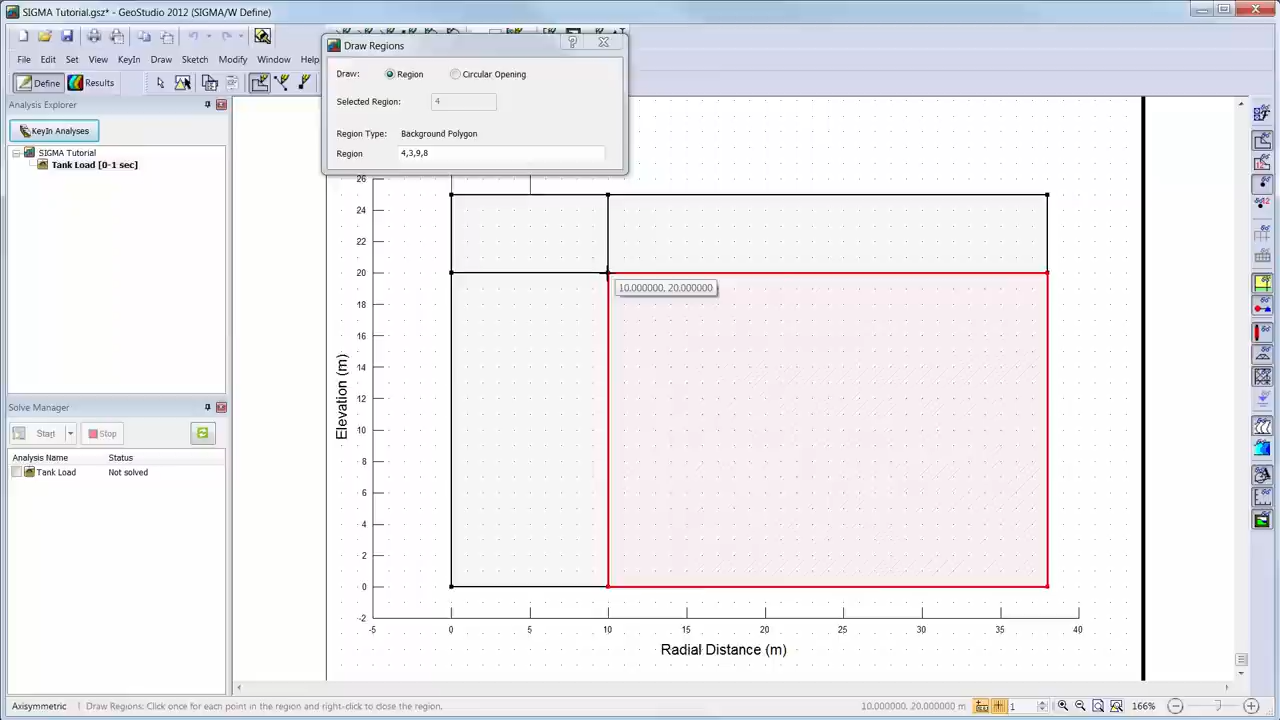 SIGMA Tutorial.gsz* - GeoStudio 2012 (SIGMA/W Define)
File Edit Set View KeyIn Draw Sketch Modify Window Help
Define Results
Draw Regions
Draw: Region Circular Opening
Selected Region: 4
Region Type: Background Polygon
Region 4,3,9,8
Analysis Explorer
KeyIn Analyses
SIGMA Tutorial
Tank Load [0-1 sec]
Solve Manager
Start Stop
Analysis Name Status
Tank Load Not solved
26
24
22
20
18
16
14
12
10
8
6
4
2
0
-2
Elevation (m)
10.000000, 20.000000
-5 0 5 10 15 20 25 30 35 40
Radial Distance (m)
Axisymmetric Draw Regions: Click once for each point in the region and right-click to close the region. 10.000000, 20.000000 m 1 166%